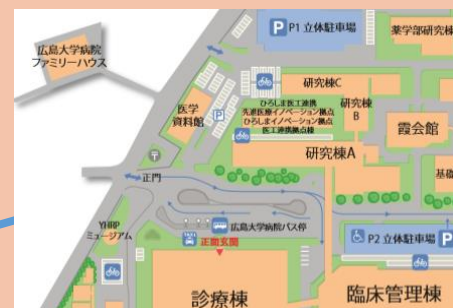 P P1 立体駐車場
薬学部研究棟
広島大学病院
ファミリーハウス
研究棟C
ひろしま医工連携
先進医療イノベーション拠点
ひろしまイノベーション拠点
医工連携拠点棟
研究棟
B
医学
資料館
P
霞会館
研究棟A
基
正門
YHRP
ミュージアム
広島大学病院バス停
TAXI
正面玄関
P2 立体駐車場 P
診療棟
臨床管理棟